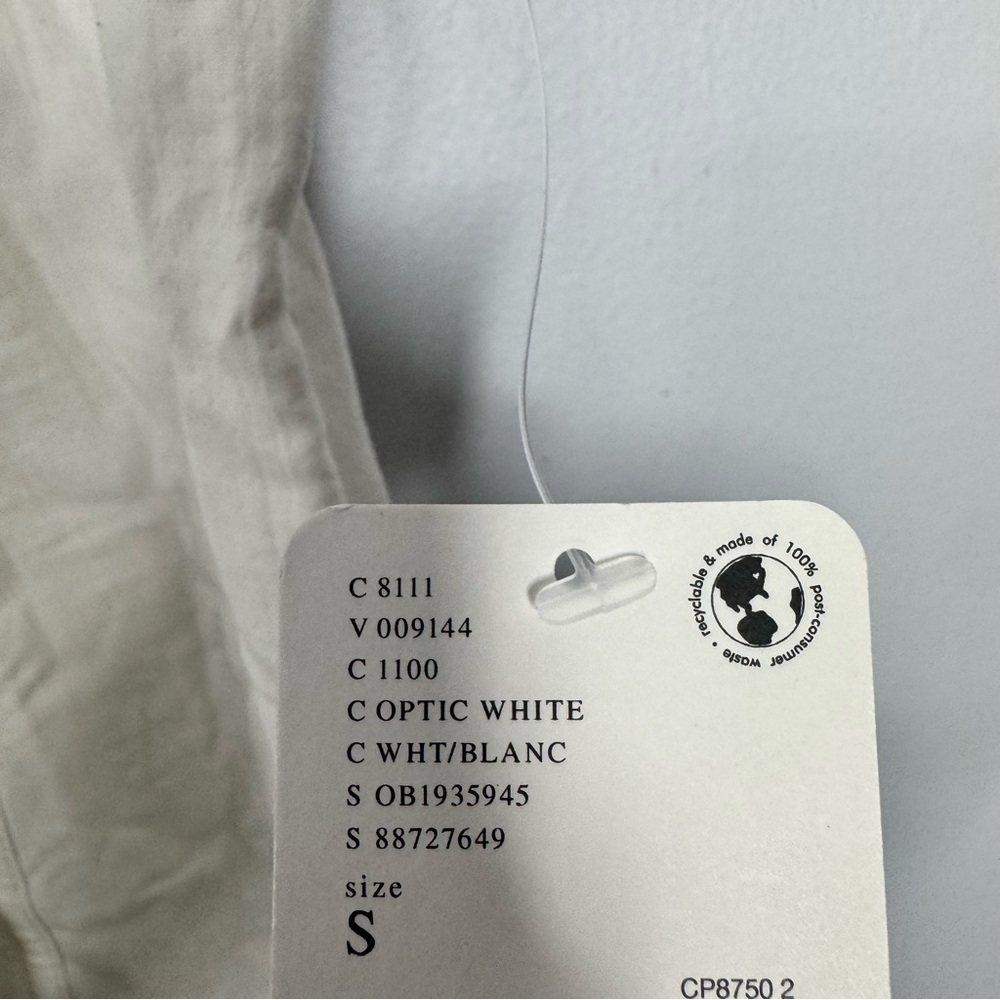 C 8111
V 009144
C 1100
C OPTIC WHITE
C WHT/BLANC
S OB1935945
S 88727649
size
S
recyclable & made of 100% post-consumer waste •
CP8750 2